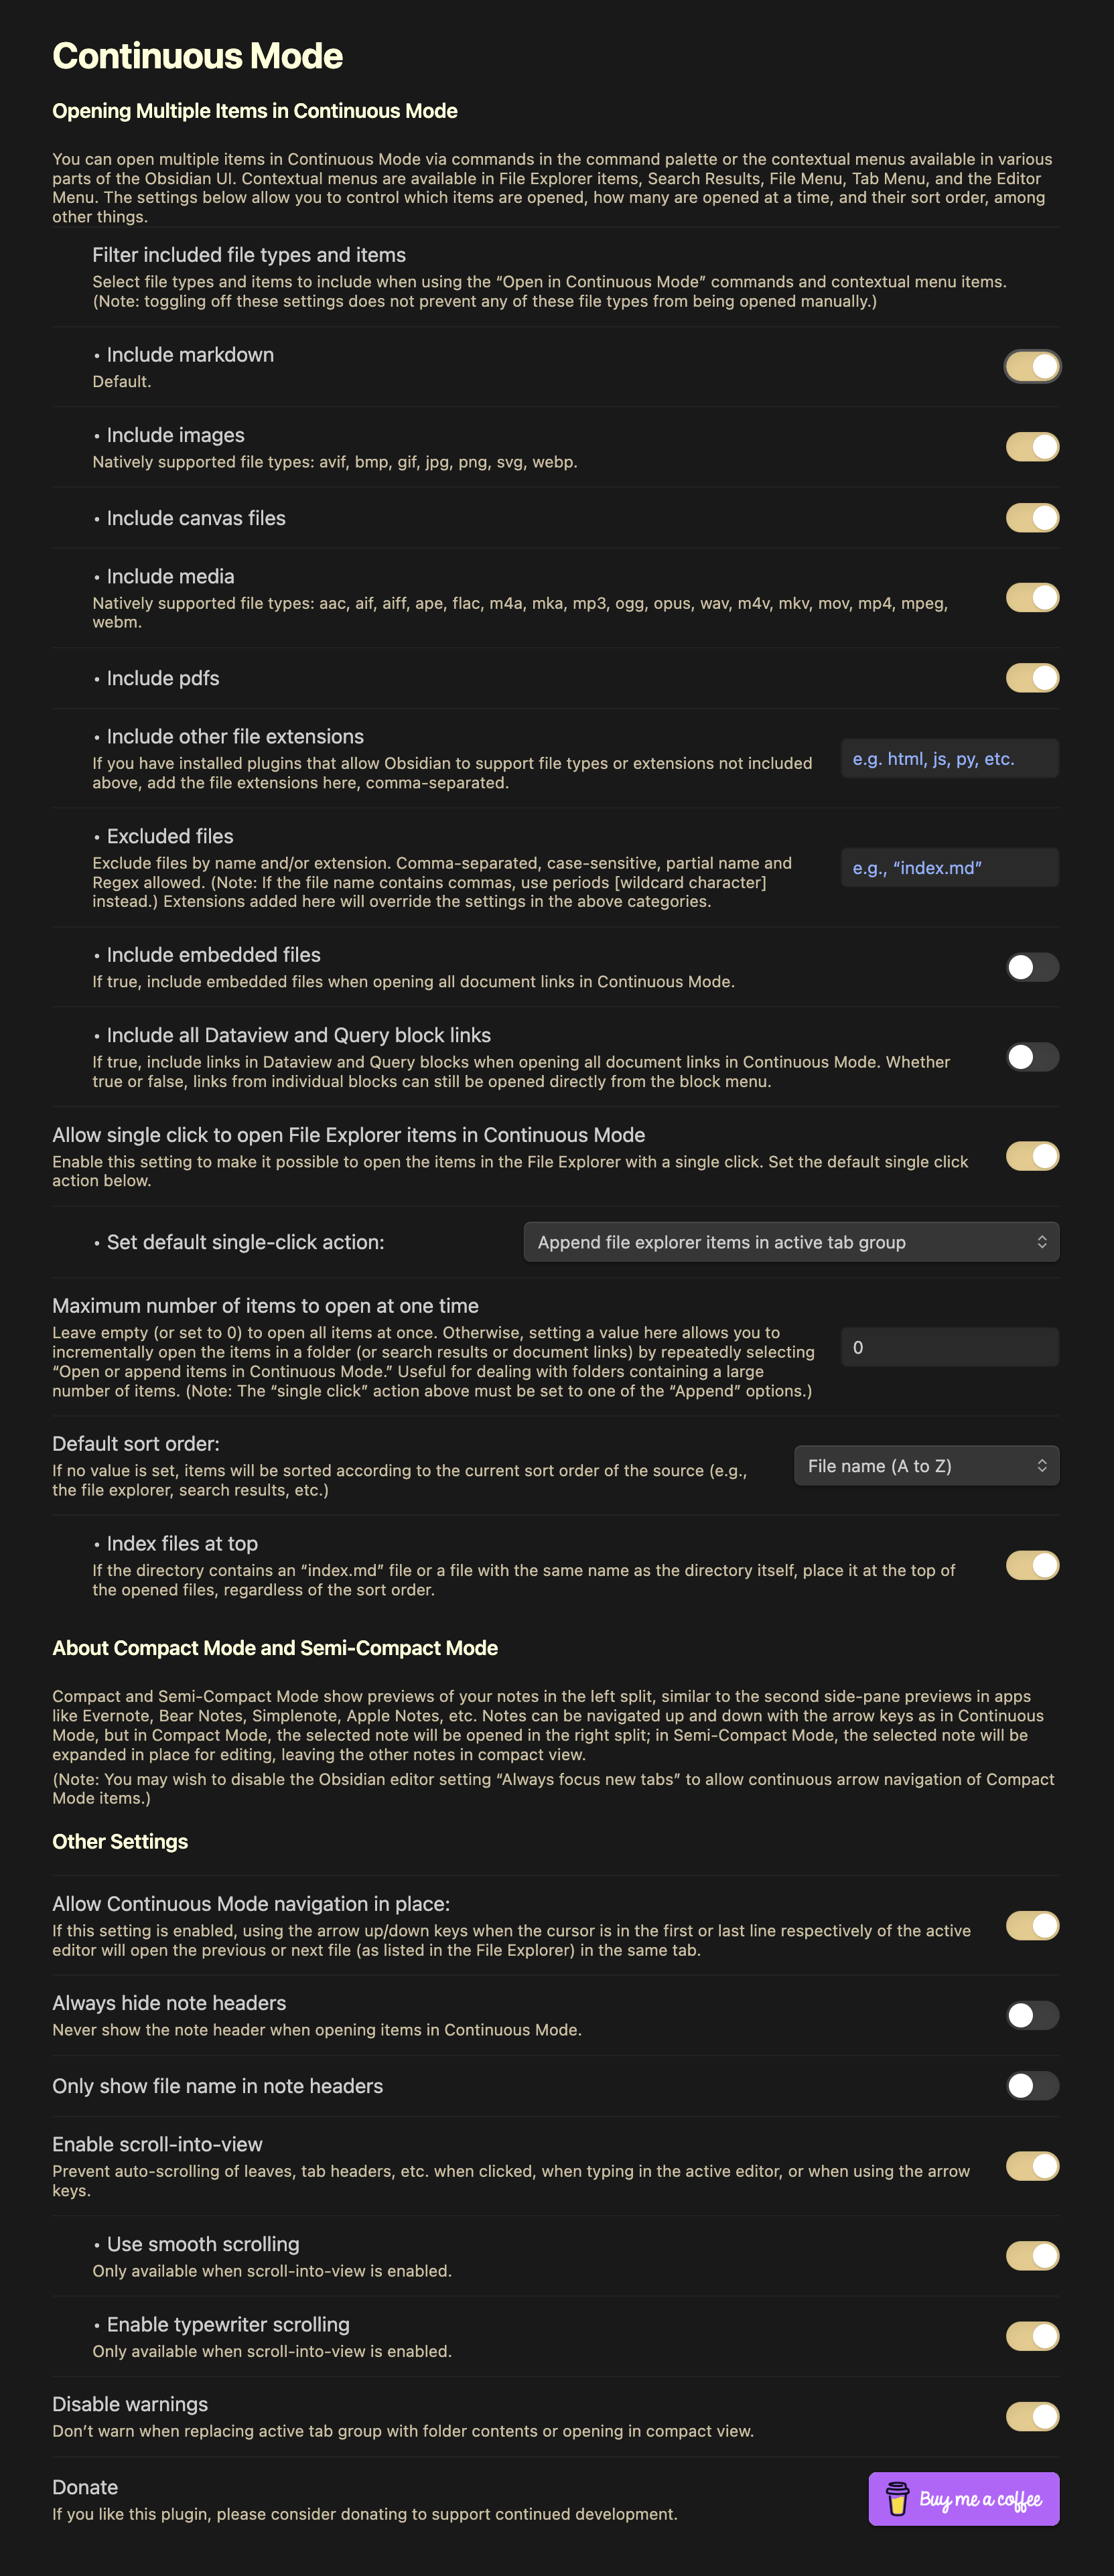 Continuous Mode
Opening Multiple Items in Continuous Mode
You can open multiple items in Continuous Mode via commands in the command palette or the contextual menus available in various
parts of the Obsidian UI. Contextual menus are available in File Explorer items, Search Results, File Menu, Tab Menu, and the Editor
Menu. The settings below allow you to control which items are opened, how many are opened at a time, and their sort order, among
other things.
Filter included file types and items
Select file types and items to include when using the “Open in Continuous Mode” commands and contextual menu items.
(Note: toggling off these settings does not prevent any of these file types from being opened manually.)
• Include markdown
Default.
• Include images
Natively supported file types: avif, bmp, gif, jpg, png, svg, webp.
• Include canvas files
• Include media
Natively supported file types: aac, aif, aiff, ape, flac, m4a, mka, mp3, ogg, opus, wav, m4v, mkv, mov, mp4, mpeg,
webm.
• Include pdfs
• Include other file extensions
If you have installed plugins that allow Obsidian to support file types or extensions not included
above, add the file extensions here, comma-separated.
e.g. html, js, py, etc.
• Excluded files
Exclude files by name and/or extension. Comma-separated, case-sensitive, partial name and
Regex allowed. (Note: If the file name contains commas, use periods [wildcard character]
instead.) Extensions added here will override the settings in the above categories.
e.g., “index.md”
• Include embedded files
If true, include embedded files when opening all document links in Continuous Mode.
• Include all Dataview and Query block links
If true, include links in Dataview and Query blocks when opening all document links in Continuous Mode. Whether
true or false, links from individual blocks can still be opened directly from the block menu.
Allow single click to open File Explorer items in Continuous Mode
Enable this setting to make it possible to open the items in the File Explorer with a single click. Set the default single click
action below.
• Set default single-click action:
Append file explorer items in active tab group
Maximum number of items to open at one time
Leave empty (or set to 0) to open all items at once. Otherwise, setting a value here allows you to
incrementally open the items in a folder (or search results or document links) by repeatedly selecting
“Open or append items in Continuous Mode.” Useful for dealing with folders containing a large
number of items. (Note: The “single click” action above must be set to one of the “Append” options.)
0
Default sort order:
If no value is set, items will be sorted according to the current sort order of the source (e.g.,
the file explorer, search results, etc.)
File name (A to Z)
• Index files at top
If the directory contains an “index.md” file or a file with the same name as the directory itself, place it at the top of
the opened files, regardless of the sort order.
About Compact Mode and Semi-Compact Mode
Compact and Semi-Compact Mode show previews of your notes in the left split, similar to the second side-pane previews in apps
like Evernote, Bear Notes, Simplenote, Apple Notes, etc. Notes can be navigated up and down with the arrow keys as in Continuous
Mode, but in Compact Mode, the selected note will be opened in the right split; in Semi-Compact Mode, the selected note will be
expanded in place for editing, leaving the other notes in compact view.
(Note: You may wish to disable the Obsidian editor setting “Always focus new tabs” to allow continuous arrow navigation of Compact
Mode items.)
Other Settings
Allow Continuous Mode navigation in place:
If this setting is enabled, using the arrow up/down keys when the cursor is in the first or last line respectively of the active
editor will open the previous or next file (as listed in the File Explorer) in the same tab.
Always hide note headers
Never show the note header when opening items in Continuous Mode.
Only show file name in note headers
Enable scroll-into-view
Prevent auto-scrolling of leaves, tab headers, etc. when clicked, when typing in the active editor, or when using the arrow
keys.
• Use smooth scrolling
Only available when scroll-into-view is enabled.
• Enable typewriter scrolling
Only available when scroll-into-view is enabled.
Disable warnings
Don’t warn when replacing active tab group with folder contents or opening in compact view.
Donate
If you like this plugin, please consider donating to support continued development.
Buy me a coffee